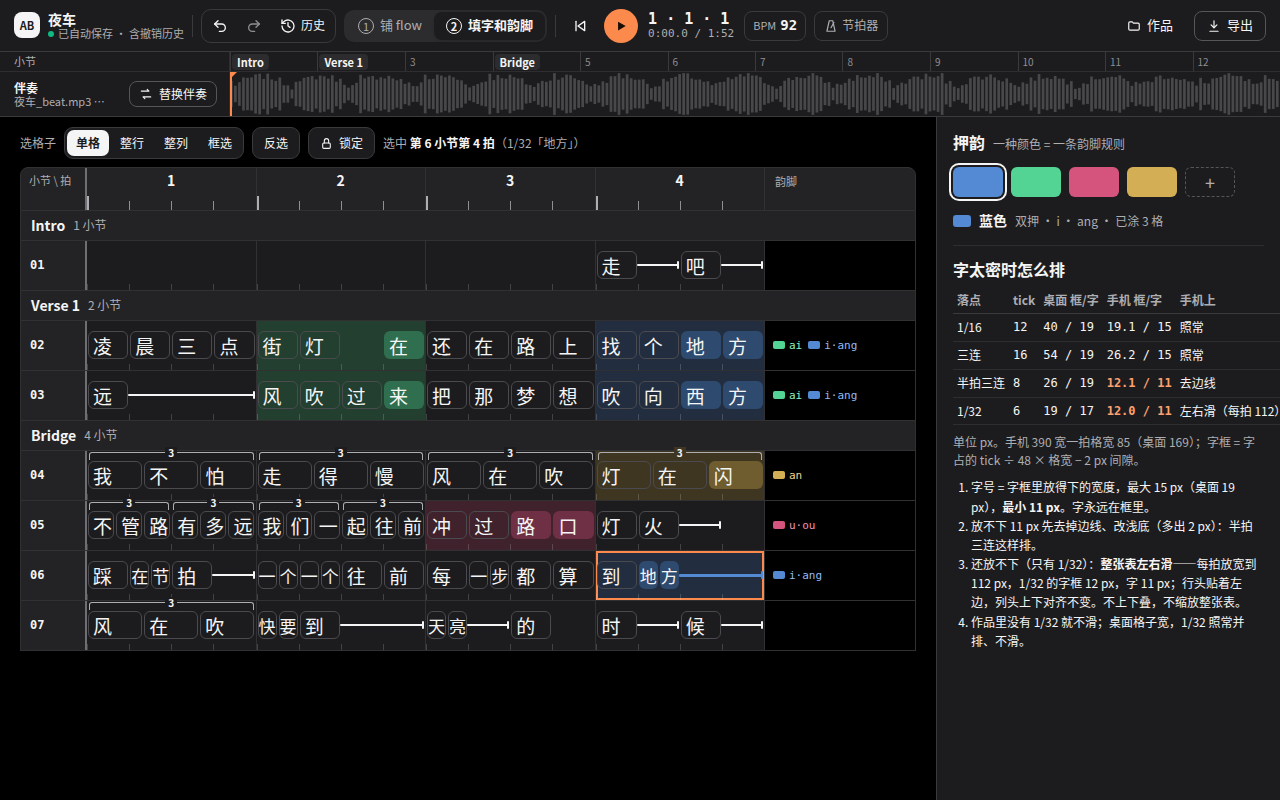 AB 夜车 已自动保存 · 含撤销历史 历史 1 铺 flow 2 填字和韵脚 1 · 1 · 1 0:00.0 / 1:52 BPM 92 节拍器 作品 导出
小节 Intro Verse 1 3 Bridge 5 6 7 8 9 10 11 12
伴奏
夜车_beat.mp3 ··· 替换伴奏
选格子 单格 整行 整列 框选 反选 锁定 选中 第 6 小节第 4 拍（1/32「地方」）
小节 \ 拍 1 2 3 4 韵脚
Intro 1 小节
01 走 吧
Verse 1 2 小节
02 凌 晨 三 点 街 灯 在 还 在 路 上 找 个 地 方 ai i·ang
03 远 风 吹 过 来 把 那 梦 想 吹 向 西 方 ai i·ang
Bridge 4 小节
3 3 3 3
04 我 不 怕 走 得 慢 风 在 吹 灯 在 闪 an
3 3 3 3
05 不 管 路 有 多 远 我 们 一 起 往 前 冲 过 路 口 灯 火 u·ou
06 踩 在 节 拍 一 个 一 个 往 前 每 一 步 都 算 到 地 方 i·ang
3
07 风 在 吹 快 要 到 天 亮 的 时 候
押韵 一种颜色 = 一条韵脚规则
+
蓝色 双押 · i · ang · 已涂 3 格
字太密时怎么排
落点 tick 桌面 框/字 手机 框/字 手机上
1/16 12 40 / 19 19.1 / 15 照常
三连 16 54 / 19 26.2 / 15 照常
半拍三连 8 26 / 19 12.1 / 11 去边线
1/32 6 19 / 17 12.0 / 11 左右滑（每拍 112）
单位 px。手机 390 宽一拍格宽 85（桌面 169）；字框 = 字
占的 tick ÷ 48 × 格宽 − 2 px 间隙。
1. 字号 = 字框里放得下的宽度，最大 15 px（桌面 19
px），最小 11 px。字永远在框里。
2. 放不下 11 px 先去掉边线、改浅底（多出 2 px）：半拍
三连这样排。
3. 还放不下（只有 1/32）：整张表左右滑——每拍放宽到
112 px，1/32 的字框 12，字 11 px；行头贴着左
边，列头上下对齐不变。不上下叠，不缩放整张表。
4. 作品里没有 1/32 就不滑；桌面格子宽，1/32 照常并
排、不滑。